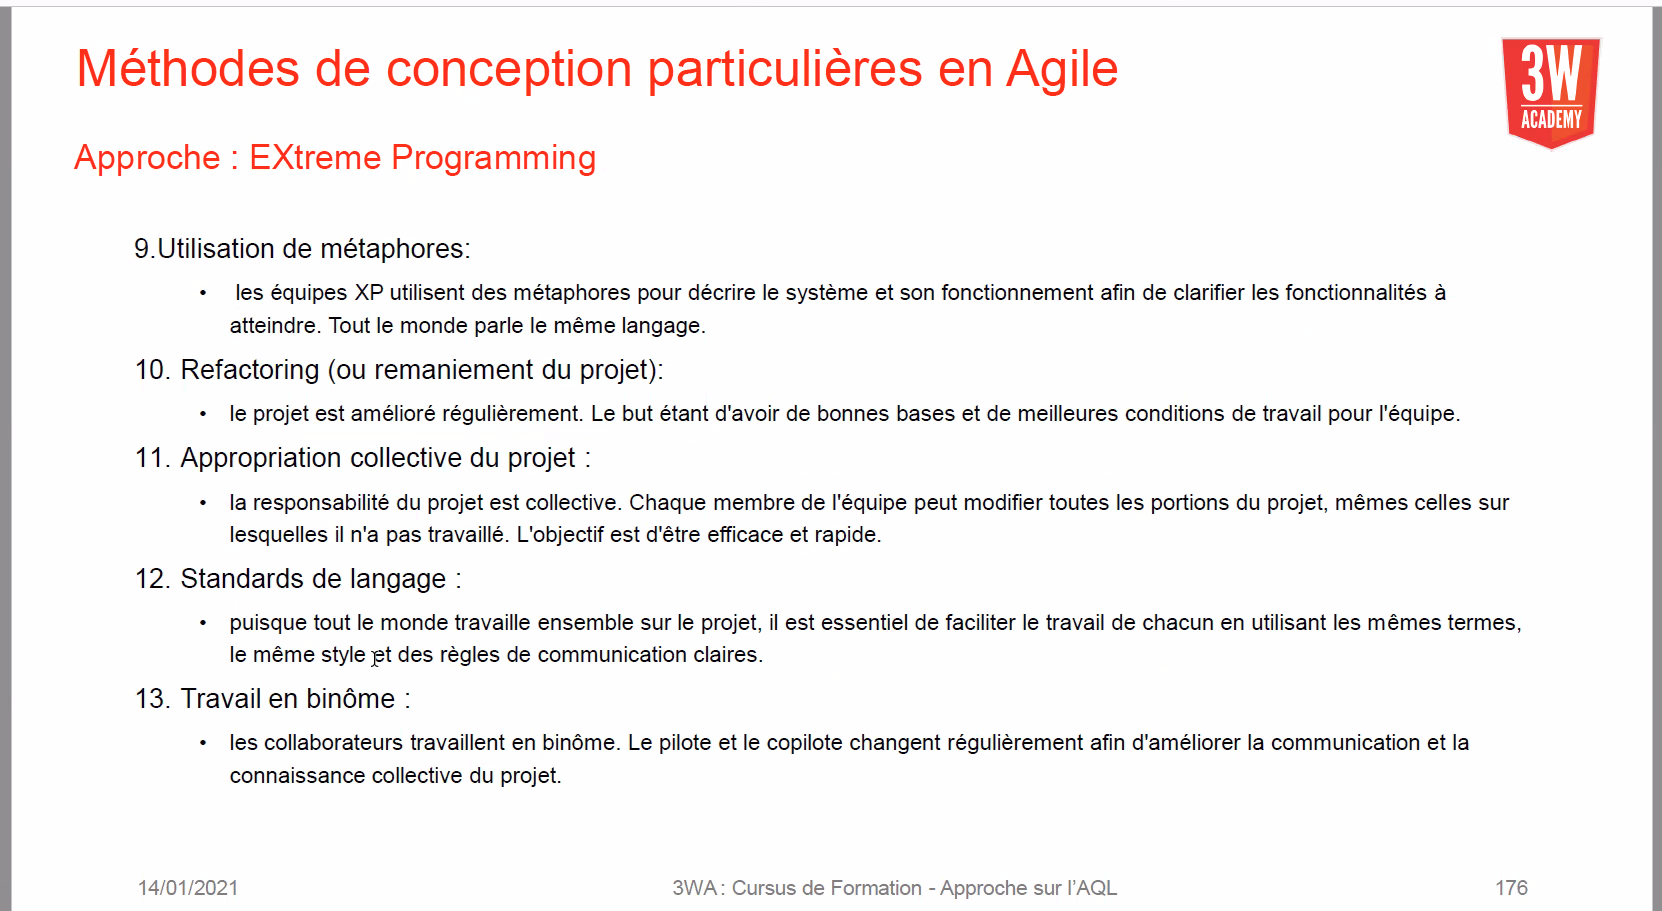 Méthodes de conception particulières en Agile
3W
ACADEMY
Approche : EXtreme Programming
9.Utilisation de métaphores:
• les équipes XP utilisent des métaphores pour décrire le système et son fonctionnement afin de clarifier les fonctionnalités à
atteindre. Tout le monde parle le même langage.
10. Refactoring (ou remaniement du projet):
• le projet est amélioré régulièrement. Le but étant d'avoir de bonnes bases et de meilleures conditions de travail pour l'équipe.
11. Appropriation collective du projet :
• la responsabilité du projet est collective. Chaque membre de l'équipe peut modifier toutes les portions du projet, mêmes celles sur
lesquelles il n'a pas travaillé. L'objectif est d'être efficace et rapide.
12. Standards de langage :
• puisque tout le monde travaille ensemble sur le projet, il est essentiel de faciliter le travail de chacun en utilisant les mêmes termes,
le même style et des règles de communication claires.
13. Travail en binôme :
• les collaborateurs travaillent en binôme. Le pilote et le copilote changent régulièrement afin d'améliorer la communication et la
connaissance collective du projet.
14/01/2021
3WA : Cursus de Formation - Approche sur l’AQL
176